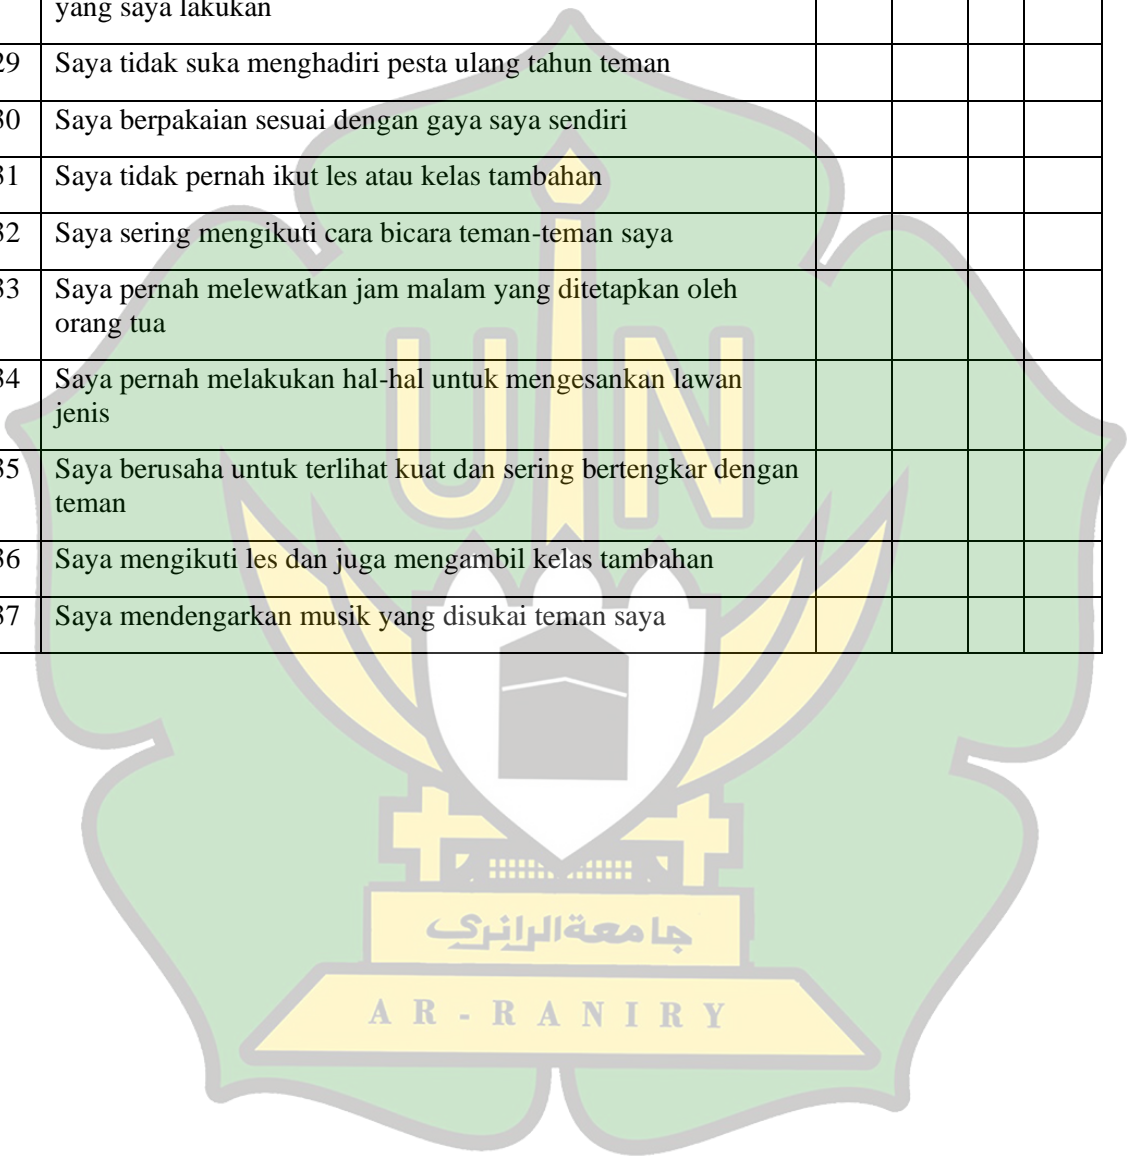 yang saya lakukan
29 Saya tidak suka menghadiri pesta ulang tahun teman
30 Saya berpakaian sesuai dengan gaya saya sendiri
31 Saya tidak pernah ikut les atau kelas tambahan
32 Saya sering mengikuti cara bicara teman-teman saya
33 Saya pernah melewatkan jam malam yang ditetapkan oleh
orang tua
34 Saya pernah melakukan hal-hal untuk mengesankan lawan
jenis
35 Saya berusaha untuk terlihat kuat dan sering bertengkar dengan
teman
36 Saya mengikuti les dan juga mengambil kelas tambahan
37 Saya mendengarkan musik yang disukai teman saya
UIN
جامعةالرانري
AR-RANIRY